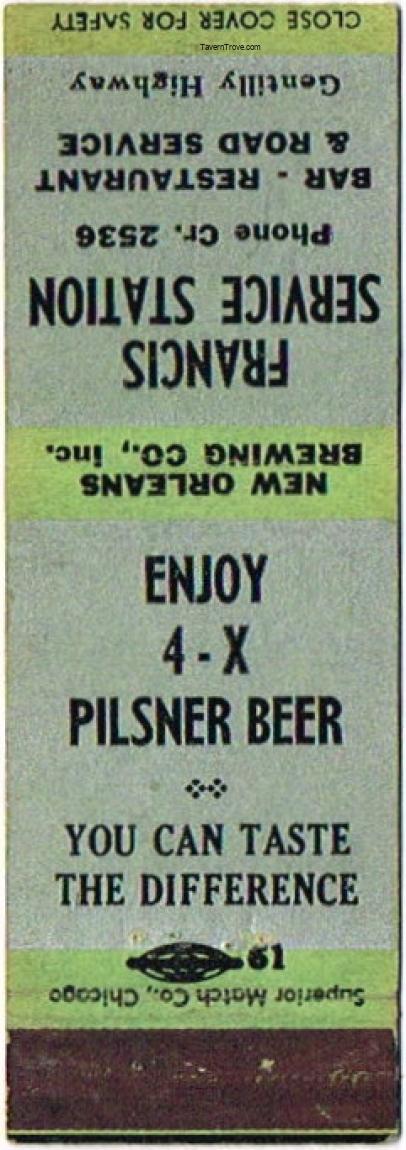 CLOSE COVER FOR SAFETY
TavernTrove.com
Gentilly Highway
& ROAD SERVICE
BAR - RESTAURANT
Phone Cr. 2536
SERVICE STATION
FRANCIS
BREWING CO., inc.
NEW ORLEANS
ENJOY
4-X
PILSNER BEER
YOU CAN TASTE
THE DIFFERENCE
61
Superior Match Co., Chicago